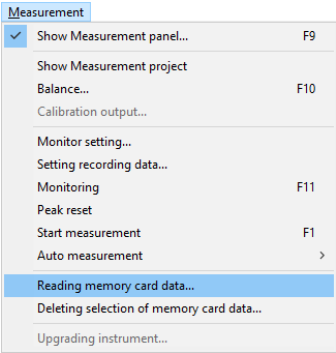 Measurement
Show Measurement panel... F9
Show Measurement project
Balance... F10
Calibration output...
Monitor setting...
Setting recording data...
Monitoring F11
Peak reset
Start measurement F1
Auto measurement
Reading memory card data...
Deleting selection of memory card data...
Upgrading instrument...